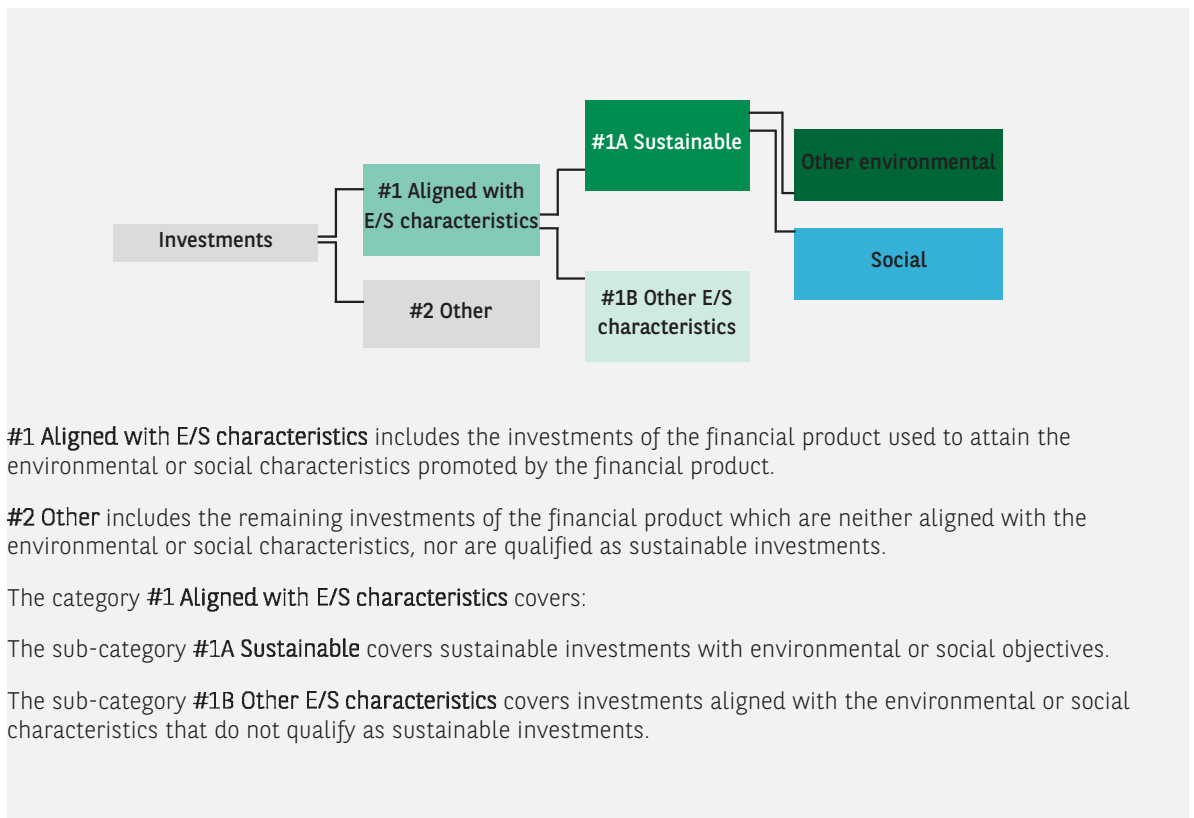 #1A Sustainable
Other environmental
#1 Aligned with
E/S characteristics
Investments
Social
#2 Other
#1B Other E/S
characteristics
#1 Aligned with E/S characteristics includes the investments of the financial product used to attain the
environmental or social characteristics promoted by the financial product.
#2 Other includes the remaining investments of the financial product which are neither aligned with the
environmental or social characteristics, nor are qualified as sustainable investments.
The category #1 Aligned with E/S characteristics covers:
The sub-category #1A Sustainable covers sustainable investments with environmental or social objectives.
The sub-category #1B Other E/S characteristics covers investments aligned with the environmental or social
characteristics that do not qualify as sustainable investments.